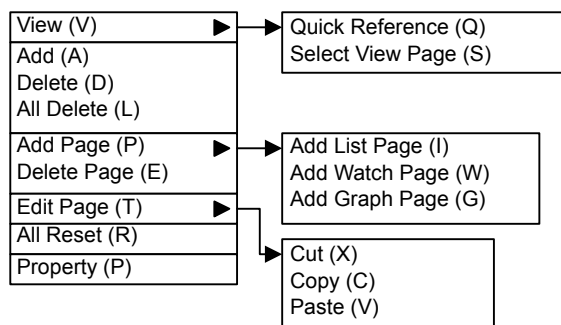 View (V)
Add (A)
Delete (D)
All Delete (L)
Add Page (P)
Delete Page (E)
Edit Page (T)
All Reset (R)
Property (P)
Quick Reference (Q)
Select View Page (S)
Add List Page (I)
Add Watch Page (W)
Add Graph Page (G)
Cut (X)
Copy (C)
Paste (V)